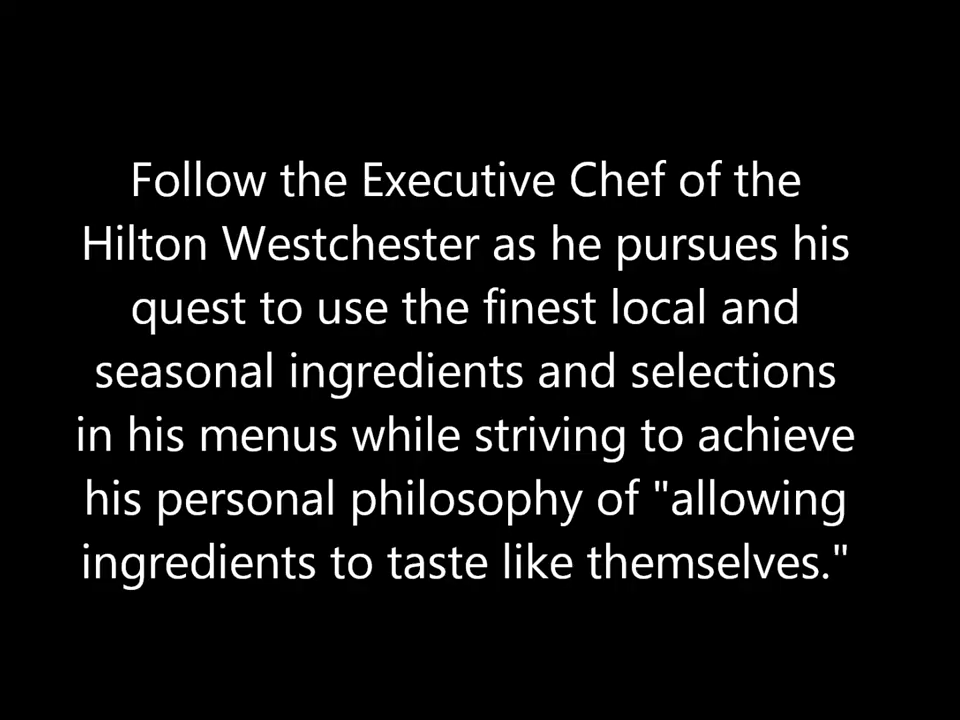 Follow the Executive Chef of the
Hilton Westchester as he pursues his
quest to use the finest local and
seasonal ingredients and selections
in his menus while striving to achieve
his personal philosophy of "allowing
ingredients to taste like themselves."